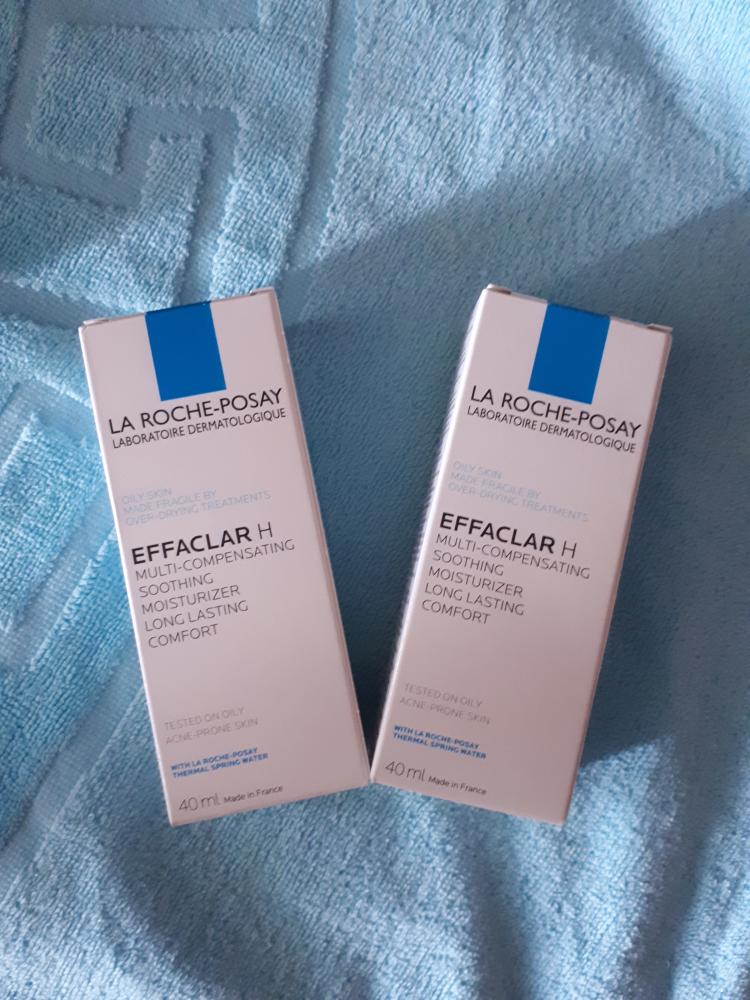 LA ROCHE-POSAY
LABORATOIRE DERMATOLOGIQUE
OILY SKIN
MADE FRAGILE BY
OVER-DRYING TREATMENTS
EFFACLAR H
MULTI-COMPENSATING
SOOTHING
MOISTURIZER
LONG LASTING
COMFORT
TESTED ON OILY
ACNE-PRONE SKIN
WITH LA ROCHE-POSAY
THERMAL SPRING WATER
40 ml Made in France
LA ROCHE-POSAY
LABORATOIRE DERMATOLOGIQUE
OILY SKIN
MADE FRAGILE BY
OVER-DRYING TREATMENTS
EFFACLAR H
MULTI-COMPENSATING
SOOTHING
MOISTURIZER
LONG LASTING
COMFORT
TESTED ON OILY
ACNE-PRONE SKIN
WITH LA ROCHE-POSAY
THERMAL SPRING WATER
40 ml Made in France